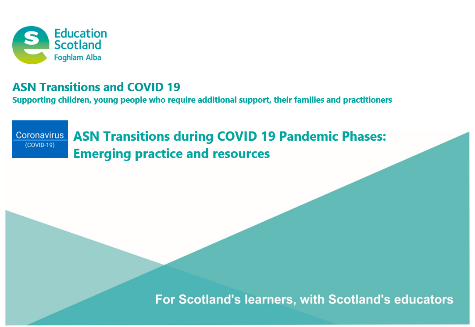 Education
Scotland
Foghlam Alba
ASN Transitions and COVID 19
Supporting children, young people who require additional support, their families and practitioners
Coronavirus
(COVID-19)
ASN Transitions during COVID 19 Pandemic Phases:
Emerging practice and resources
For Scotland's learners, with Scotland's educators